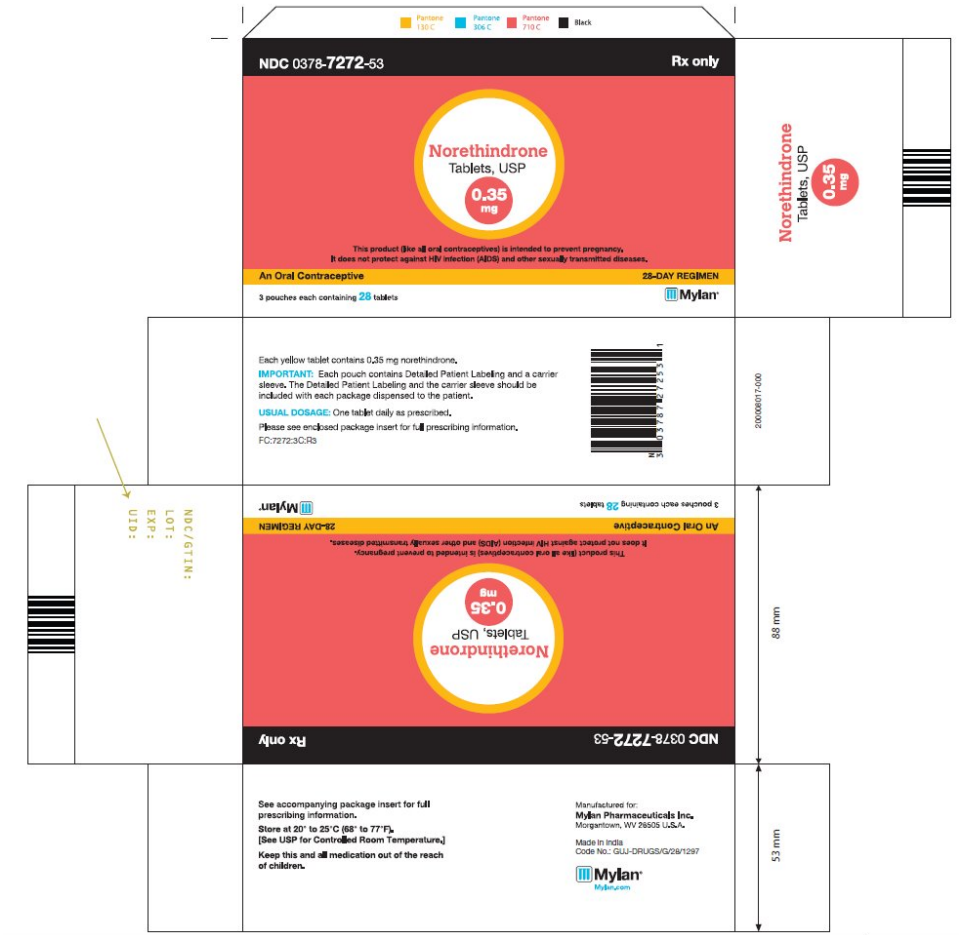 Pantone
130 C
Pantone
306 C
Pantone
710 C
Black
NDC 0378-7272-53
Rx only
Norethindrone
Tablets, USP
0.35
mg
This product (like all oral contraceptives) is intended to prevent pregnancy.
It does not protect against HIV infection (AIDS) and other sexually transmitted diseases.
An Oral Contraceptive
28-DAY REGIMEN
3 pouches each containing 28 tablets
Mylan®
Norethindrone
Tablets, USP
0.35
mg
Each yellow tablet contains 0.35 mg norethindrone.
IMPORTANT: Each pouch contains Detailed Patient Labeling and a carrier
sleeve. The Detailed Patient Labeling and the carrier sleeve should be
included with each package dispensed to the patient.
USUAL DOSAGE: One tablet daily as prescribed.
Please see enclosed package insert for full prescribing information.
FC:7272:3C:R3
N
3 0378727253 1
200008017-000
NDC/GTIN:
LOT:
EXP:
UID:
NDC 0378-7272-53
Rx only
Norethindrone
Tablets, USP
0.35
mg
This product (like all oral contraceptives) is intended to prevent pregnancy.
It does not protect against HIV infection (AIDS) and other sexually transmitted diseases.
An Oral Contraceptive
28-DAY REGIMEN
3 pouches each containing 28 tablets
Mylan®
88 mm
See accompanying package insert for full
prescribing information.
Store at 20° to 25°C (68° to 77°F).
[See USP for Controlled Room Temperature.]
Keep this and all medication out of the reach
of children.
Manufactured for:
Mylan Pharmaceuticals Inc.
Morgantown, WV 26505 U.S.A.
Made in India
Code No.: GUJ-DRUGS/G/28/1297
Mylan®
Mylan.com
53 mm